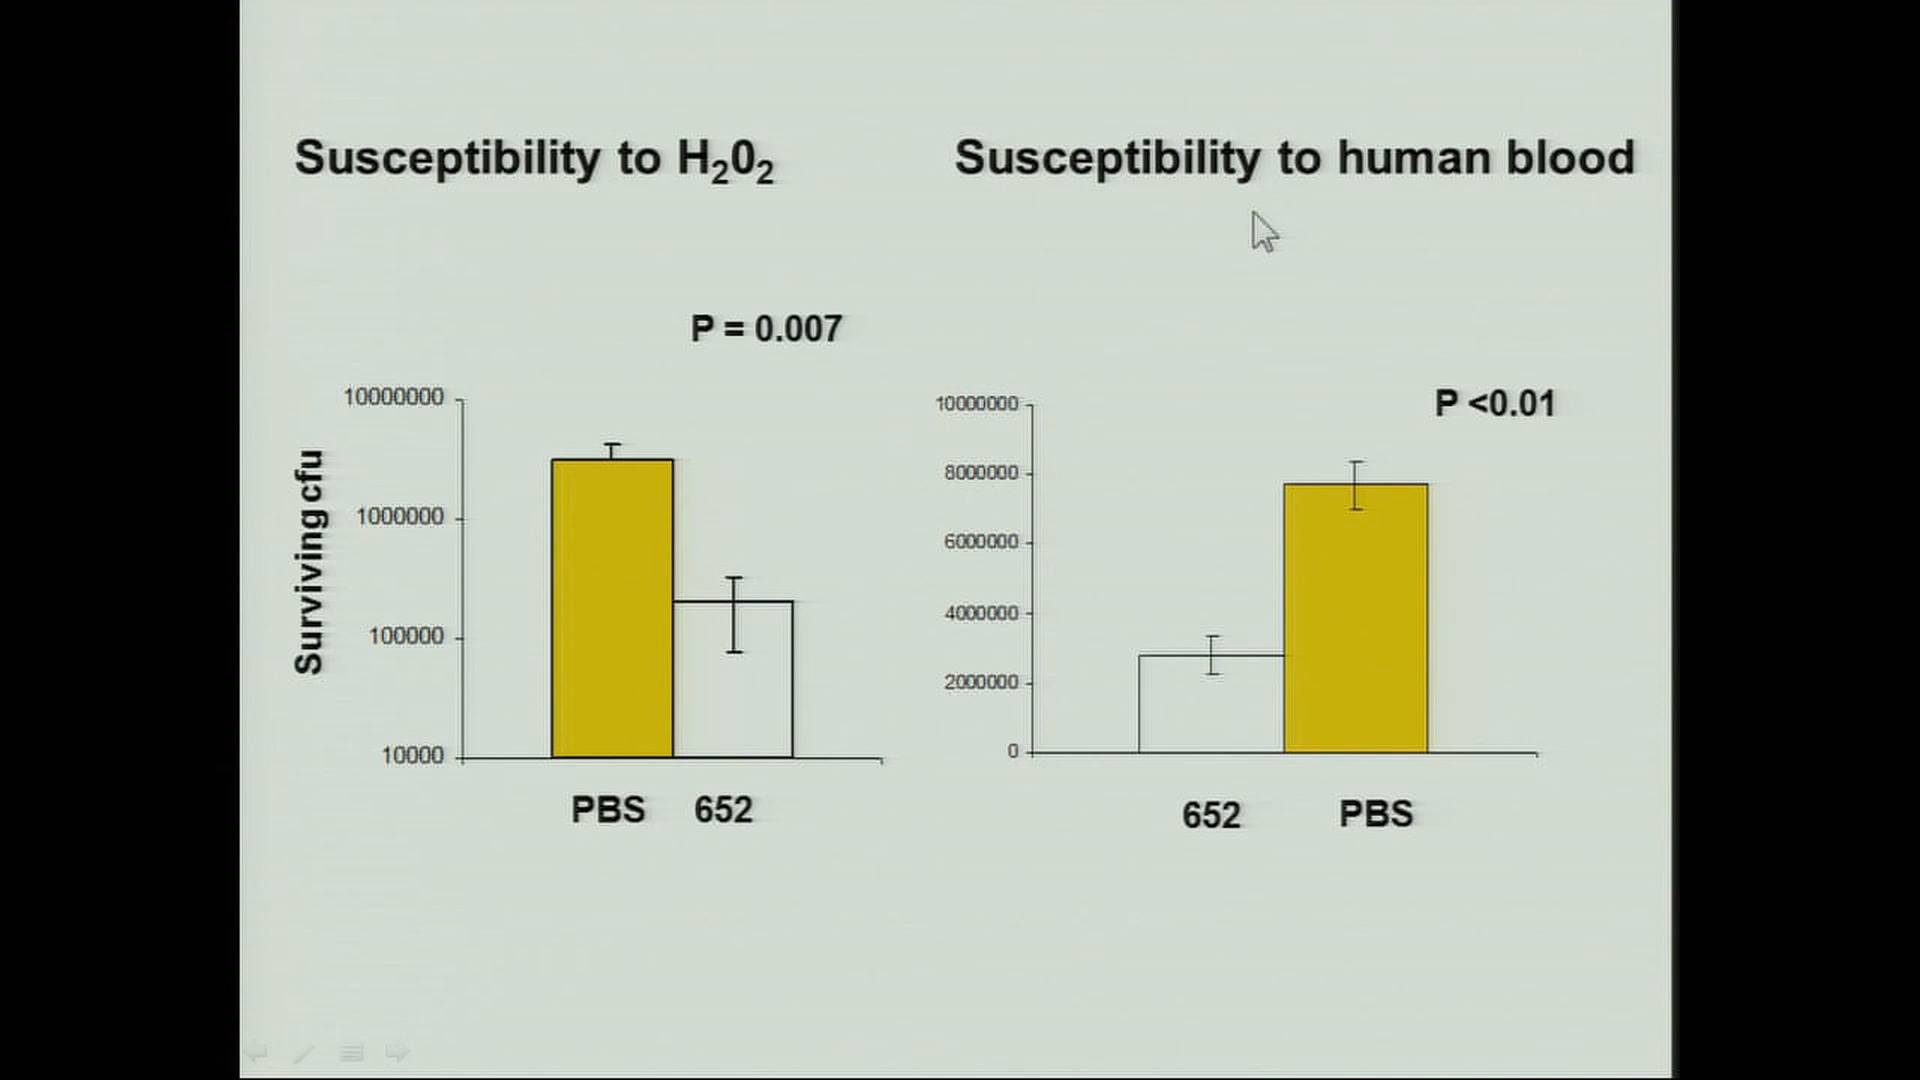 Susceptibility to H₂0₂
Susceptibility to human blood
P = 0.007
Surviving cfu
10000000
1000000
100000
10000
PBS 652
P <0.01
10000000
8000000
6000000
4000000
2000000
0
652 PBS